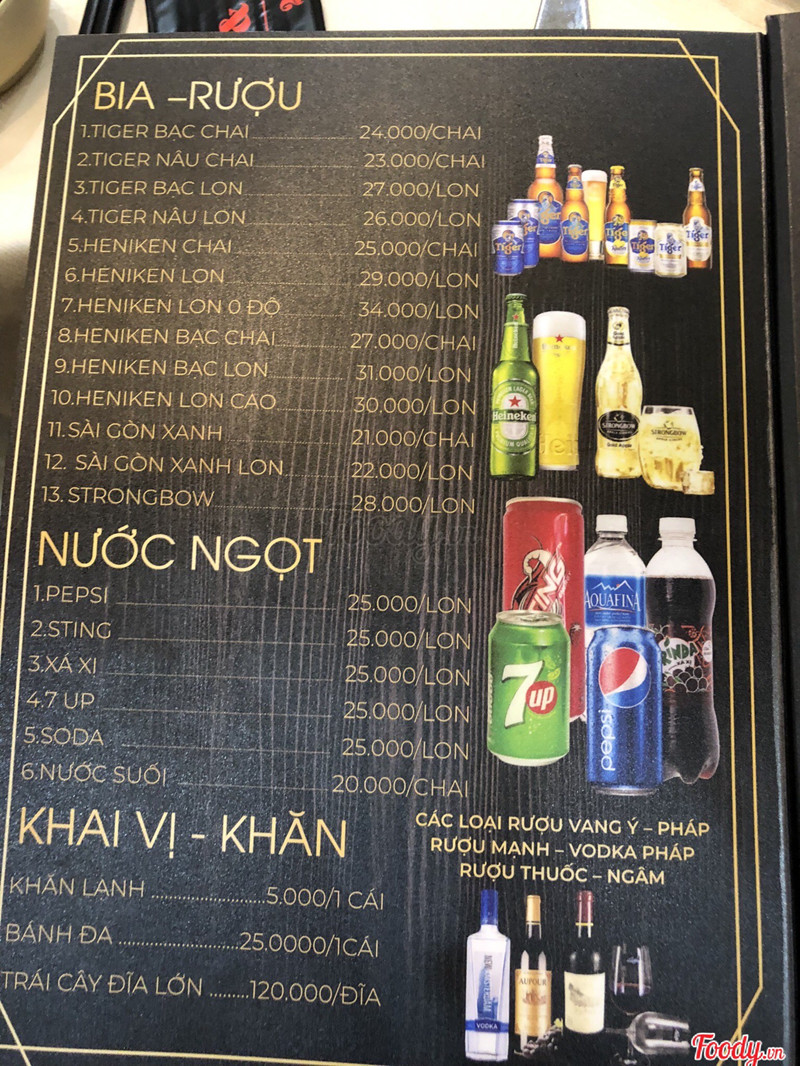 BIA –RƯỢU
1.TIGER BẠC CHAI 24.000/CHAI
2.TIGER NÂU CHAI 23.000/CHAI
3.TIGER BẠC LON 27.000/LON
4.TIGER NÂU LON 26.000/LON
5.HENIKEN CHAI 25.000/CHAI
6.HENIKEN LON 29.000/LON
7.HENIKEN LON 0 ĐỘ 34.000/LON
8.HENIKEN BẠC CHAI 27.000/CHAI
9.HENIKEN BẠC LON 31.000/LON
10.HENIKEN LON CAO 30.000/LON
11.SÀI GÒN XANH 21.000/CHAI
12. SÀI GÒN XANH LON 22.000/LON
13. STRONGBOW 28.000/LON
Tiger
Heineken
STRONGBOW
NƯỚC NGỌT
1.PEPSI 25.000/LON
2.STING 25.000/LON
3.XÁ XỊ 25.000/LON
4.7 UP 25.000/LON
5.SODA 25.000/LON
6.NƯỚC SUỐI 20.000/CHAI
AQUAFINA
7up
pepsi
KHAI VỊ - KHĂN
KHĂN LẠNH .........................5.000/1 CÁI
BÁNH ĐA .........................25.0000/1CÁI
TRÁI CÂY ĐĨA LỚN .........120.000/ĐĨA
CÁC LOẠI RƯỢU VANG Ý – PHÁP
RƯỢU MẠNH – VODKA PHÁP
RƯỢU THUỐC – NGÂM
VODKA
Foody.vn